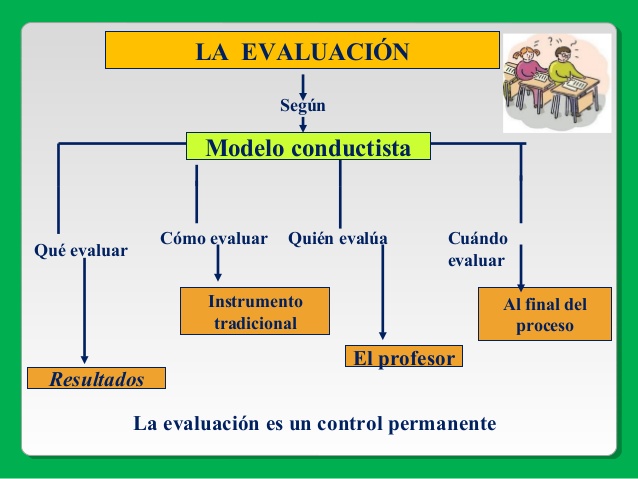 LA EVALUACIÓN
Según
Modelo conductista
Qué evaluar
Cómo evaluar
Quién evalúa
Cuándo
evaluar
Instrumento
tradicional
Al final del
proceso
El profesor
Resultados
La evaluación es un control permanente